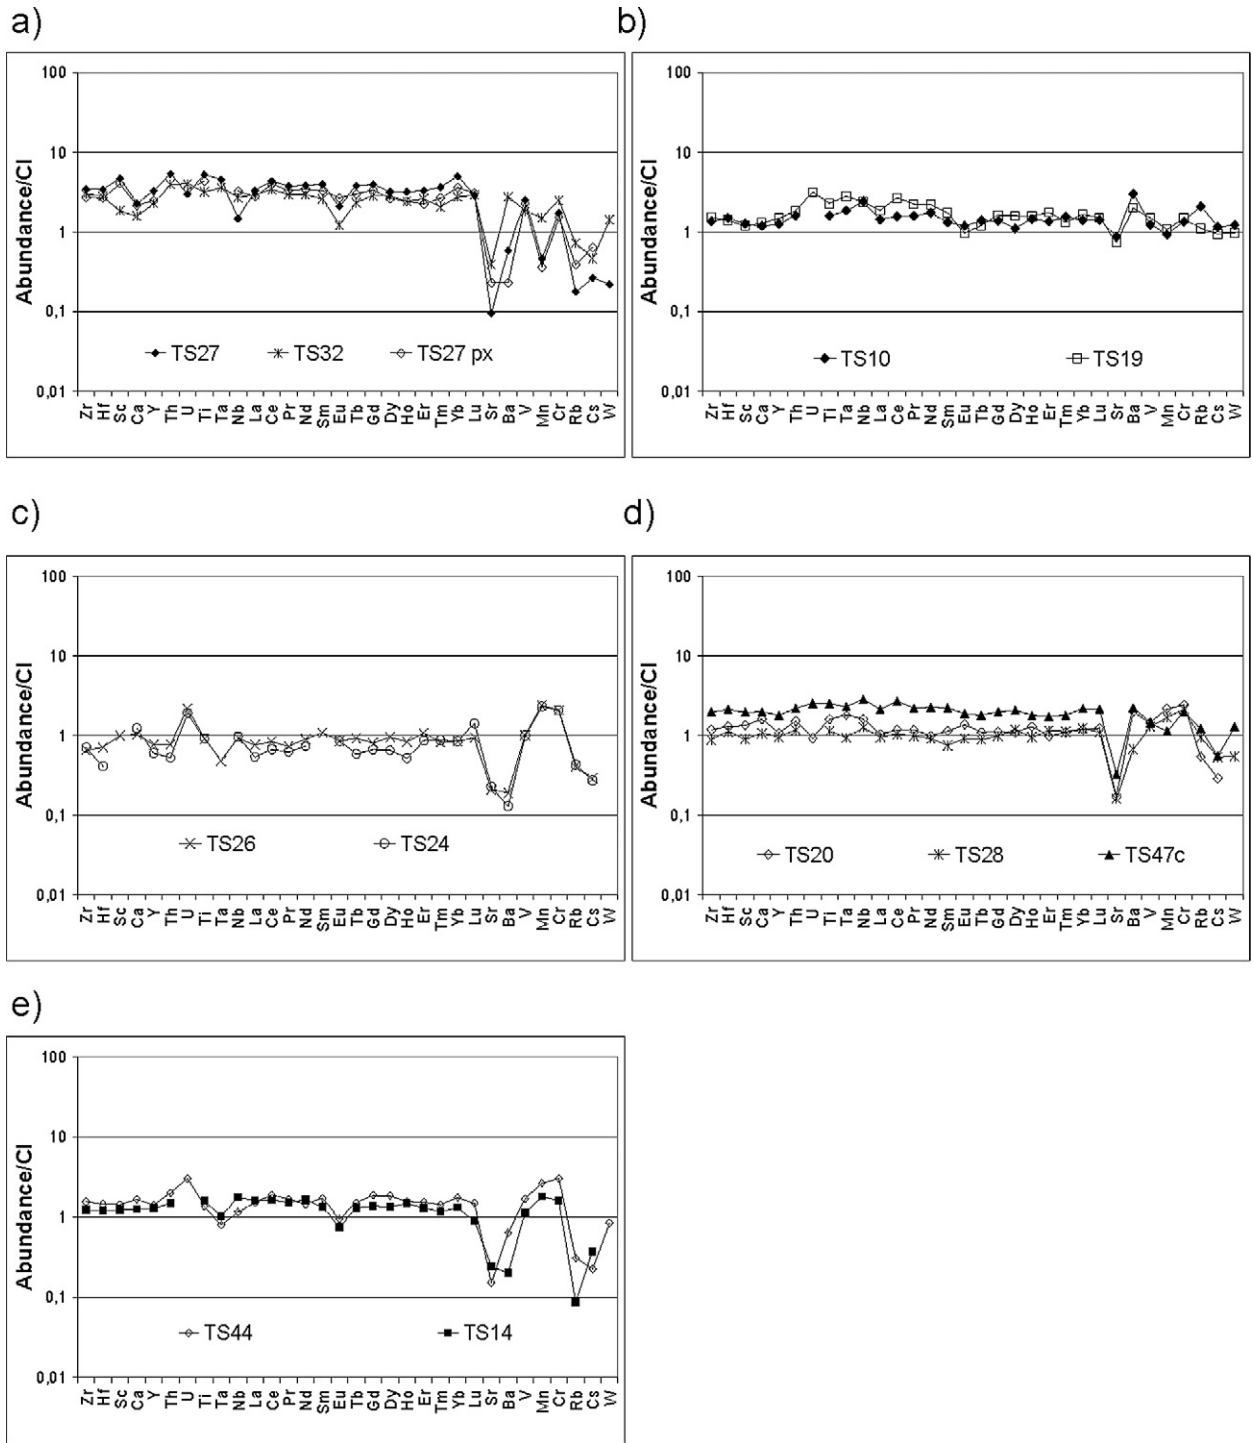 a)
Abundance/CI
100
10
1
0,1
0,01
TS27 TS32 TS27 px
Zr Hf Sc Ca Y Th U Ti Ta Nb La Ce Pr Nd Sm Eu Tb Gd Dy Ho Er Tm Yb Lu Sr Ba V Mn Cr Rb Cs W
b)
Abundance/CI
100
10
1
0,1
0,01
TS10 TS19
Zr Hf Sc Ca Y Th U Ti Ta Nb La Ce Pr Nd Sm Eu Tb Gd Dy Ho Er Tm Yb Lu Sr Ba V Mn Cr Rb Cs W
c)
Abundance/CI
100
10
1
0,1
0,01
TS26 TS24
Zr Hf Sc Ca Y Th U Ti Ta Nb La Ce Pr Nd Sm Eu Tb Gd Dy Ho Er Tm Yb Lu Sr Ba V Mn Cr Rb Cs W
d)
Abundance/CI
100
10
1
0,1
0,01
TS20 TS28 TS47c
Zr Hf Sc Ca Y Th U Ti Ta Nb La Ce Pr Nd Sm Eu Tb Gd Dy Ho Er Tm Yb Lu Sr Ba V Mn Cr Rb Cs W
e)
Abundance/CI
100
10
1
0,1
0,01
TS44 TS14
Zr Hf Sc Ca Y Th U Ti Ta Nb La Ce Pr Nd Sm Eu Tb Gd Dy Ho Er Tm Yb Lu Sr Ba V Mn Cr Rb Cs W